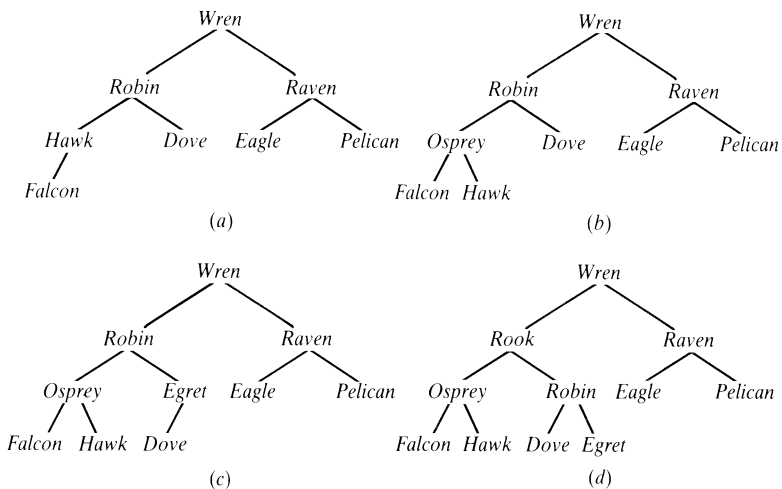 Wren Wren
Robin Raven Robin Raven
Hawk Dove Eagle Pelican Osprey Dove Eagle Pelican
Falcon Falcon Hawk
(a) (b)
Wren Wren
Robin Raven Rook Raven
Osprey Egret Eagle Pelican Osprey Robin Eagle Pelican
Falcon Hawk Dove Falcon Hawk Dove Egret
(c) (d)